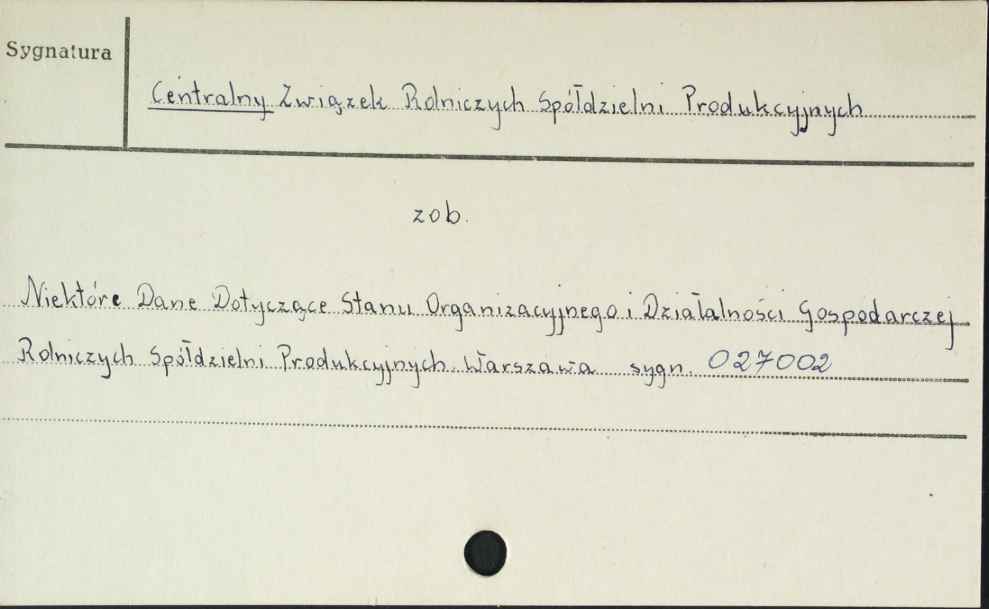 Sygnatura
Centralny Związek Rolniczych Spółdzielni Produkcyjnych
zob.
Niektóre Dane Dotyczące Stanu Organizacyjnego i Działalności Gospodarczej
Rolniczych Spółdzielni Produkcyjnych. Warszawa sygn. 027002